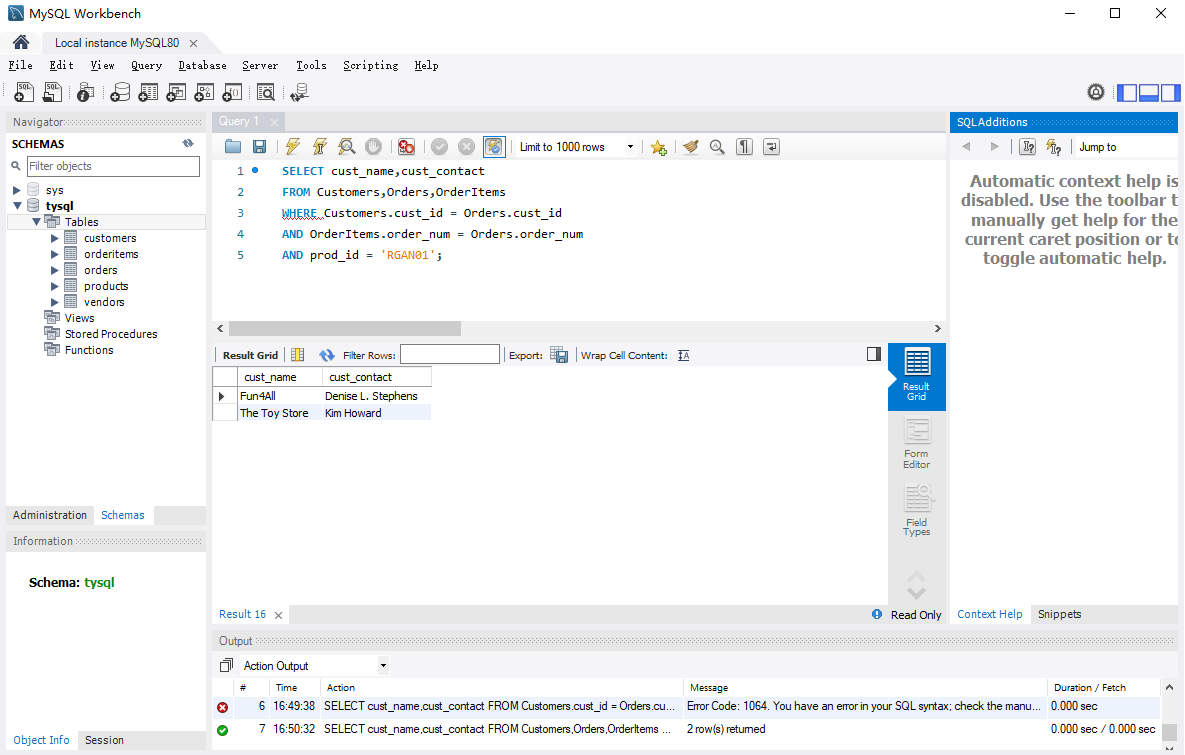 MySQL Workbench
Local instance MySQL80
File Edit View Query Database Server Tools Scripting Help
Navigator
SCHEMAS
Filter objects
sys
tysql
Tables
customers
orderitems
orders
products
vendors
Views
Stored Procedures
Functions
Administration Schemas
Information
Schema: tysql
Object Info Session
Query 1
Limit to 1000 rows
1 SELECT cust_name,cust_contact
2 FROM Customers,Orders,OrderItems
3 WHERE Customers.cust_id = Orders.cust_id
4 AND OrderItems.order_num = Orders.order_num
5 AND prod_id = 'RGAN01';
Result Grid Filter Rows: Export: Wrap Cell Content:
cust_name cust_contact
Fun4All Denise L. Stephens
The Toy Store Kim Howard
Result
Grid
Form
Editor
Field
Types
Result 16 Read Only
SQLAdditions
Jump to
Automatic context help is
disabled. Use the toolbar t
manually get help for the
current caret position or to
toggle automatic help.
Context Help Snippets
Output
Action Output
# Time Action Message Duration / Fetch
6 16:49:38 SELECT cust_name,cust_contact FROM Customers.cust_id = Orders.cu... Error Code: 1064. You have an error in your SQL syntax; check the manu... 0.000 sec
7 16:50:32 SELECT cust_name,cust_contact FROM Customers,Orders,OrderItems ... 2 row(s) returned 0.000 sec / 0.000 sec